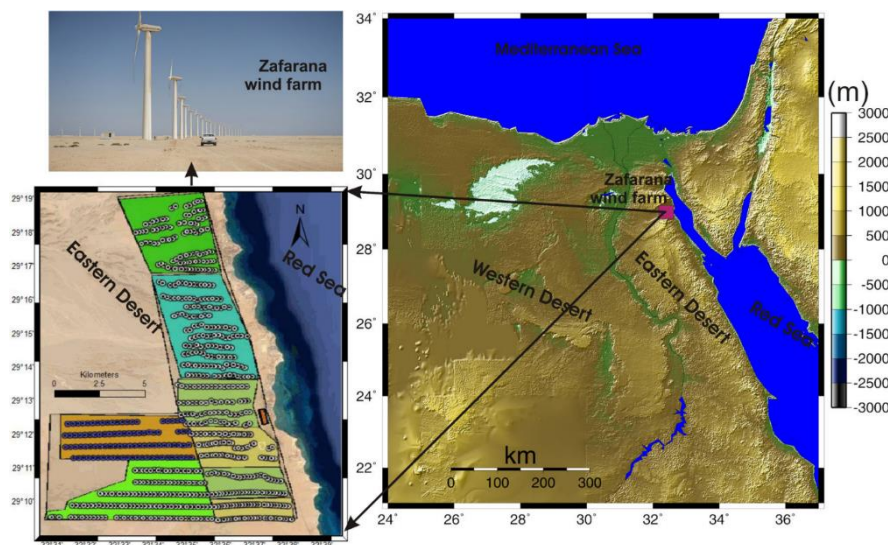 Zafarana
wind farm
29°19'
29°18'
29°17'
29°16'
29°15'
29°14'
29°13'
29°12'
29°11'
29°10'
N
Red Sea
Eastern Desert
Kilometers
0 2.5 5
34°
32°
30°
28°
26°
24°
22°
Mediterranean Sea
Zafarana
wind farm
Western Desert
Eastern Desert
Red Sea
km
0 100 200 300
24° 26° 28° 30° 32° 34° 36°
(m)
3000
2500
2000
1500
1000
500
0
-500
-1000
-1500
-2000
-2500
-3000